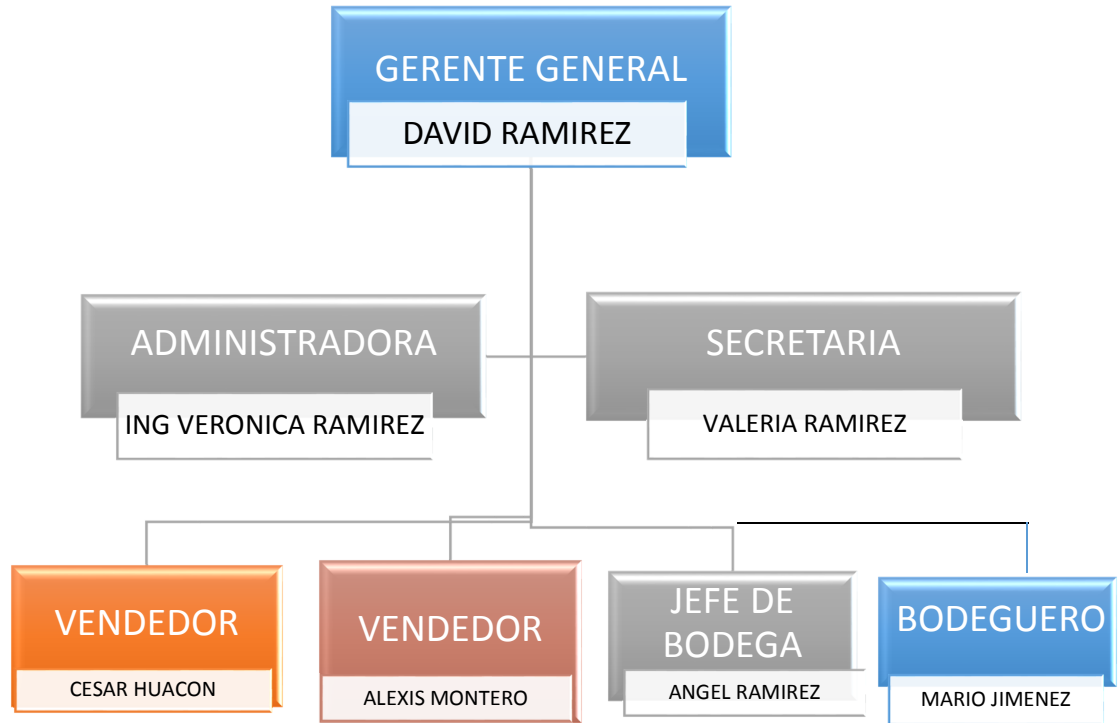 GERENTE GENERAL
DAVID RAMIREZ
ADMINISTRADORA
ING VERONICA RAMIREZ
SECRETARIA
VALERIA RAMIREZ
VENDEDOR
CESAR HUACON
VENDEDOR
ALEXIS MONTERO
JEFE DE
BODEGA
ANGEL RAMIREZ
BODEGUERO
MARIO JIMENEZ